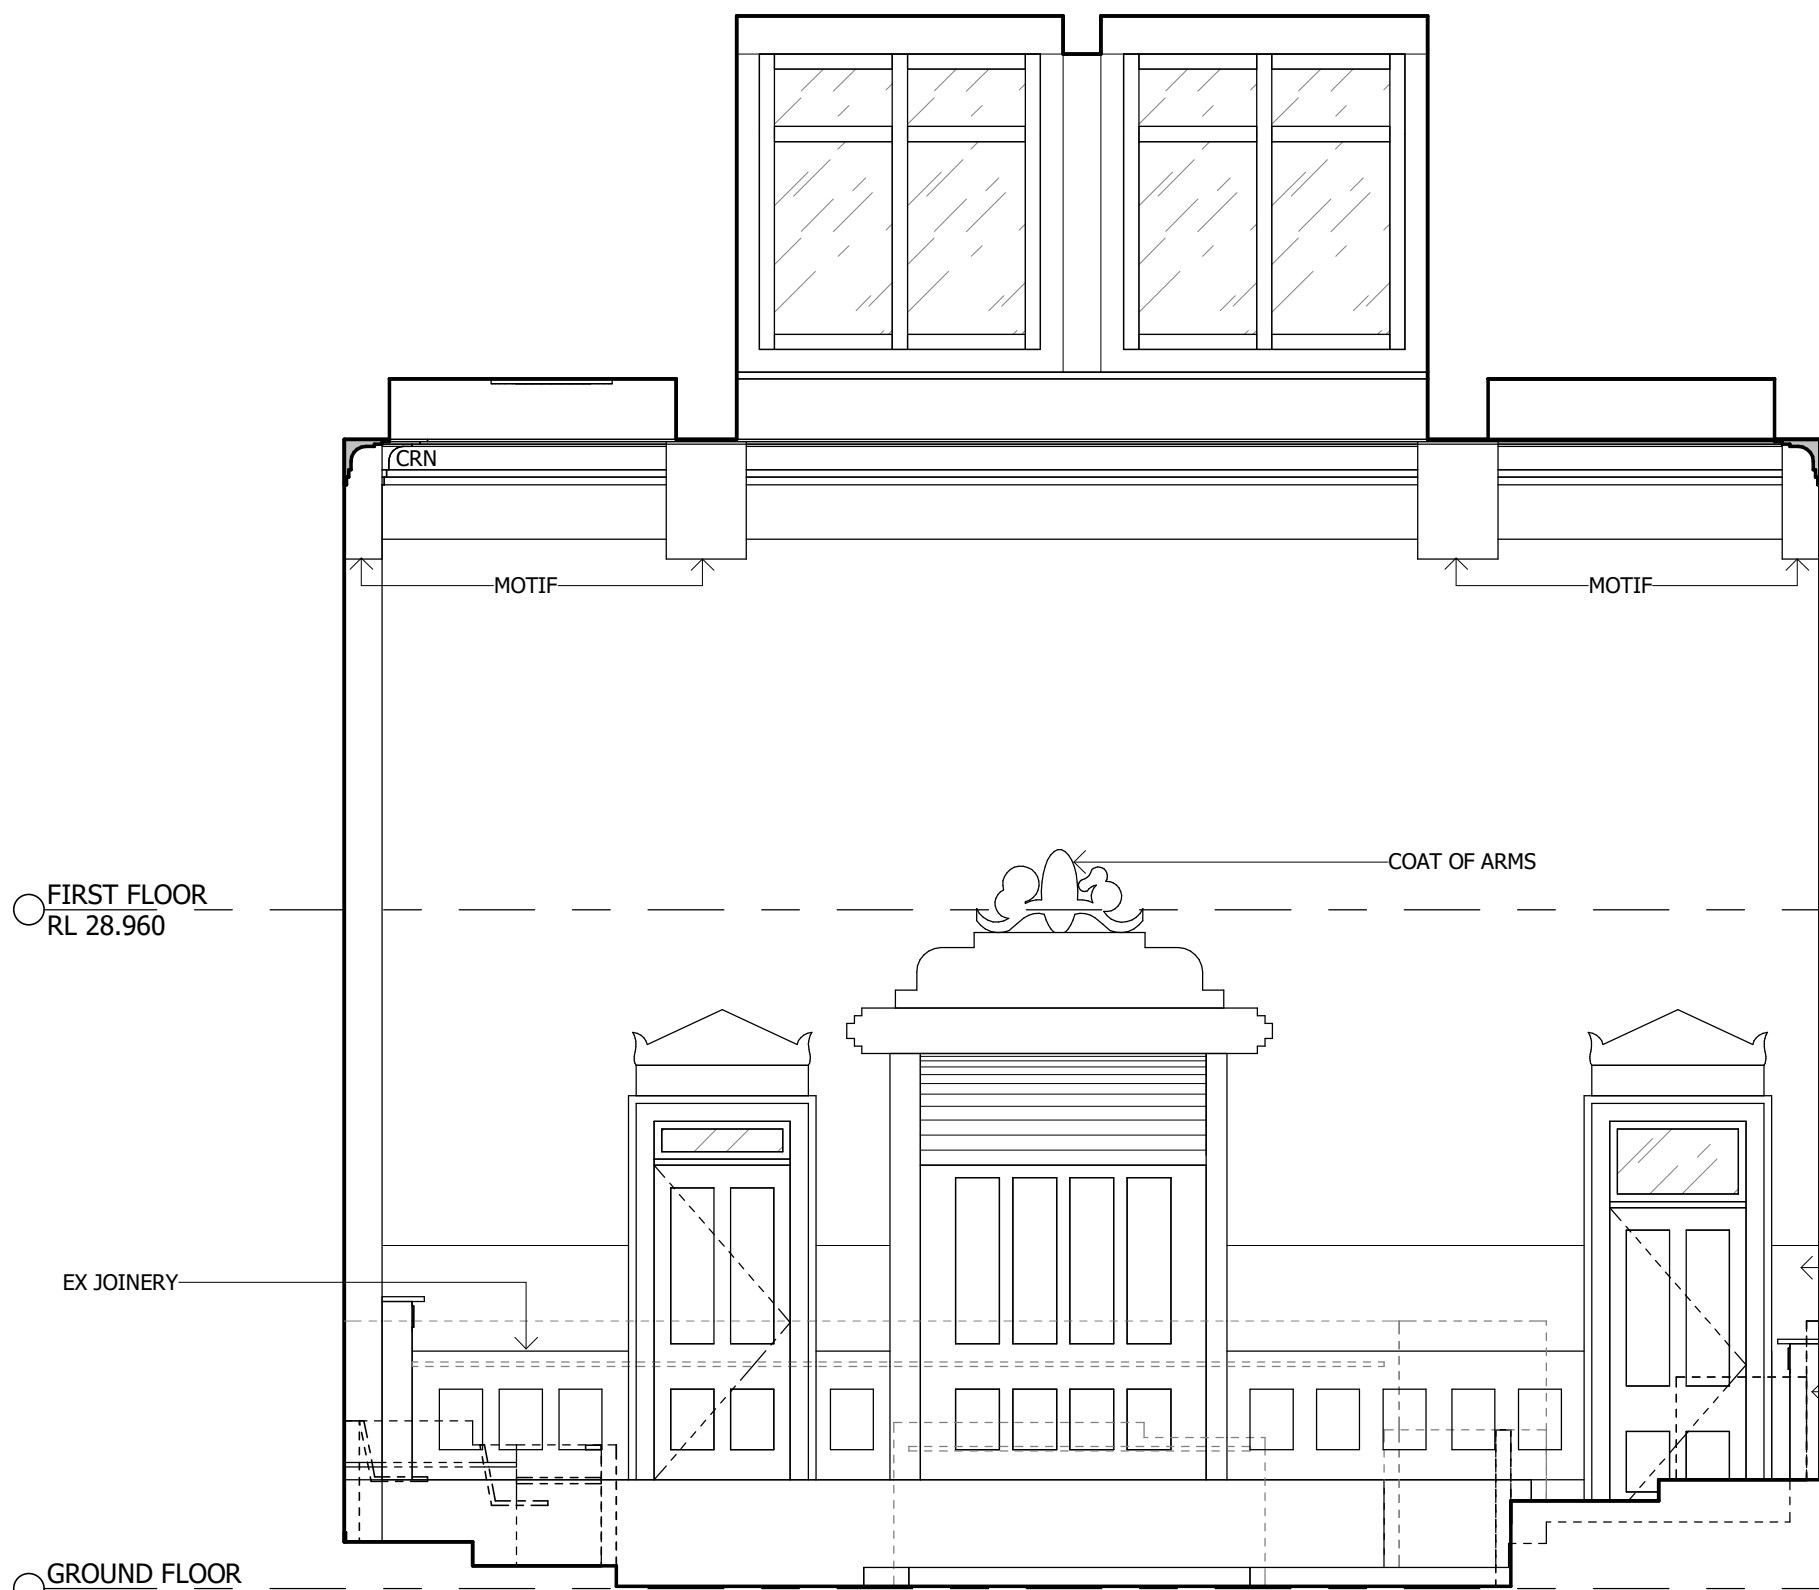 CRN
MOTIF
MOTIF
COAT OF ARMS
FIRST FLOOR
RL 28.960
EX JOINERY
GROUND FLOOR